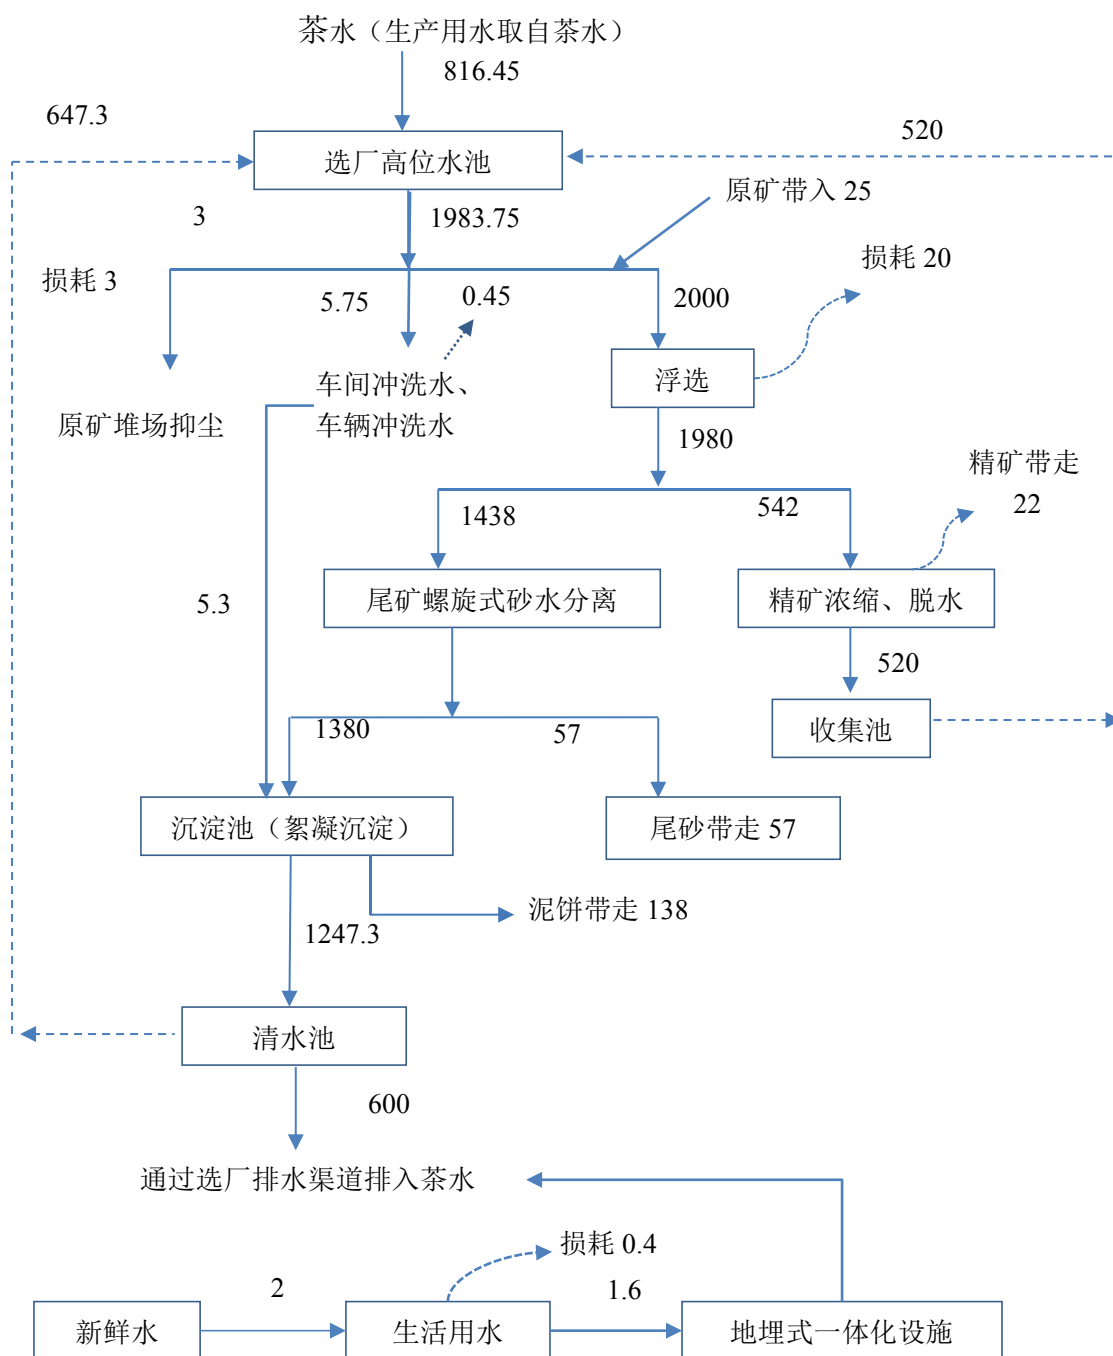 茶水（生产用水取自茶水）
816.45
647.3
520
选厂高位水池
原矿带入 25
3
1983.75
损耗 3
5.75
0.45
2000
损耗 20
浮选
车间冲洗水、
车辆冲洗水
原矿堆场抑尘
1980
精矿带走
22
1438
542
5.3
尾矿螺旋式砂水分离
精矿浓缩、脱水
520
收集池
1380
57
沉淀池（絮凝沉淀）
尾砂带走 57
泥饼带走 138
1247.3
清水池
600
通过选厂排水渠道排入茶水
损耗 0.4
2
1.6
新鲜水
生活用水
地埋式一体化设施